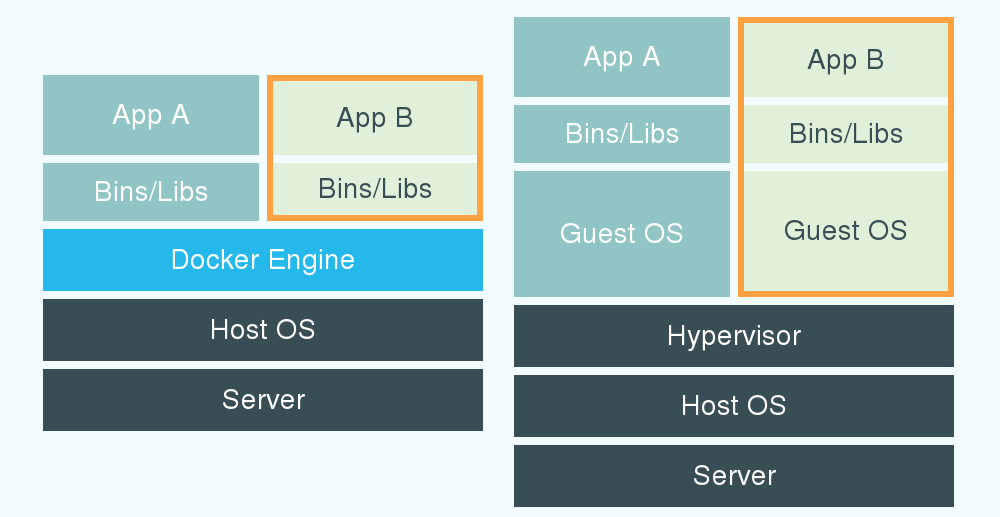 App A
App B
Bins/Libs
Bins/Libs
Docker Engine
Host OS
Server
App A
App B
Bins/Libs
Bins/Libs
Guest OS
Guest OS
Hypervisor
Host OS
Server